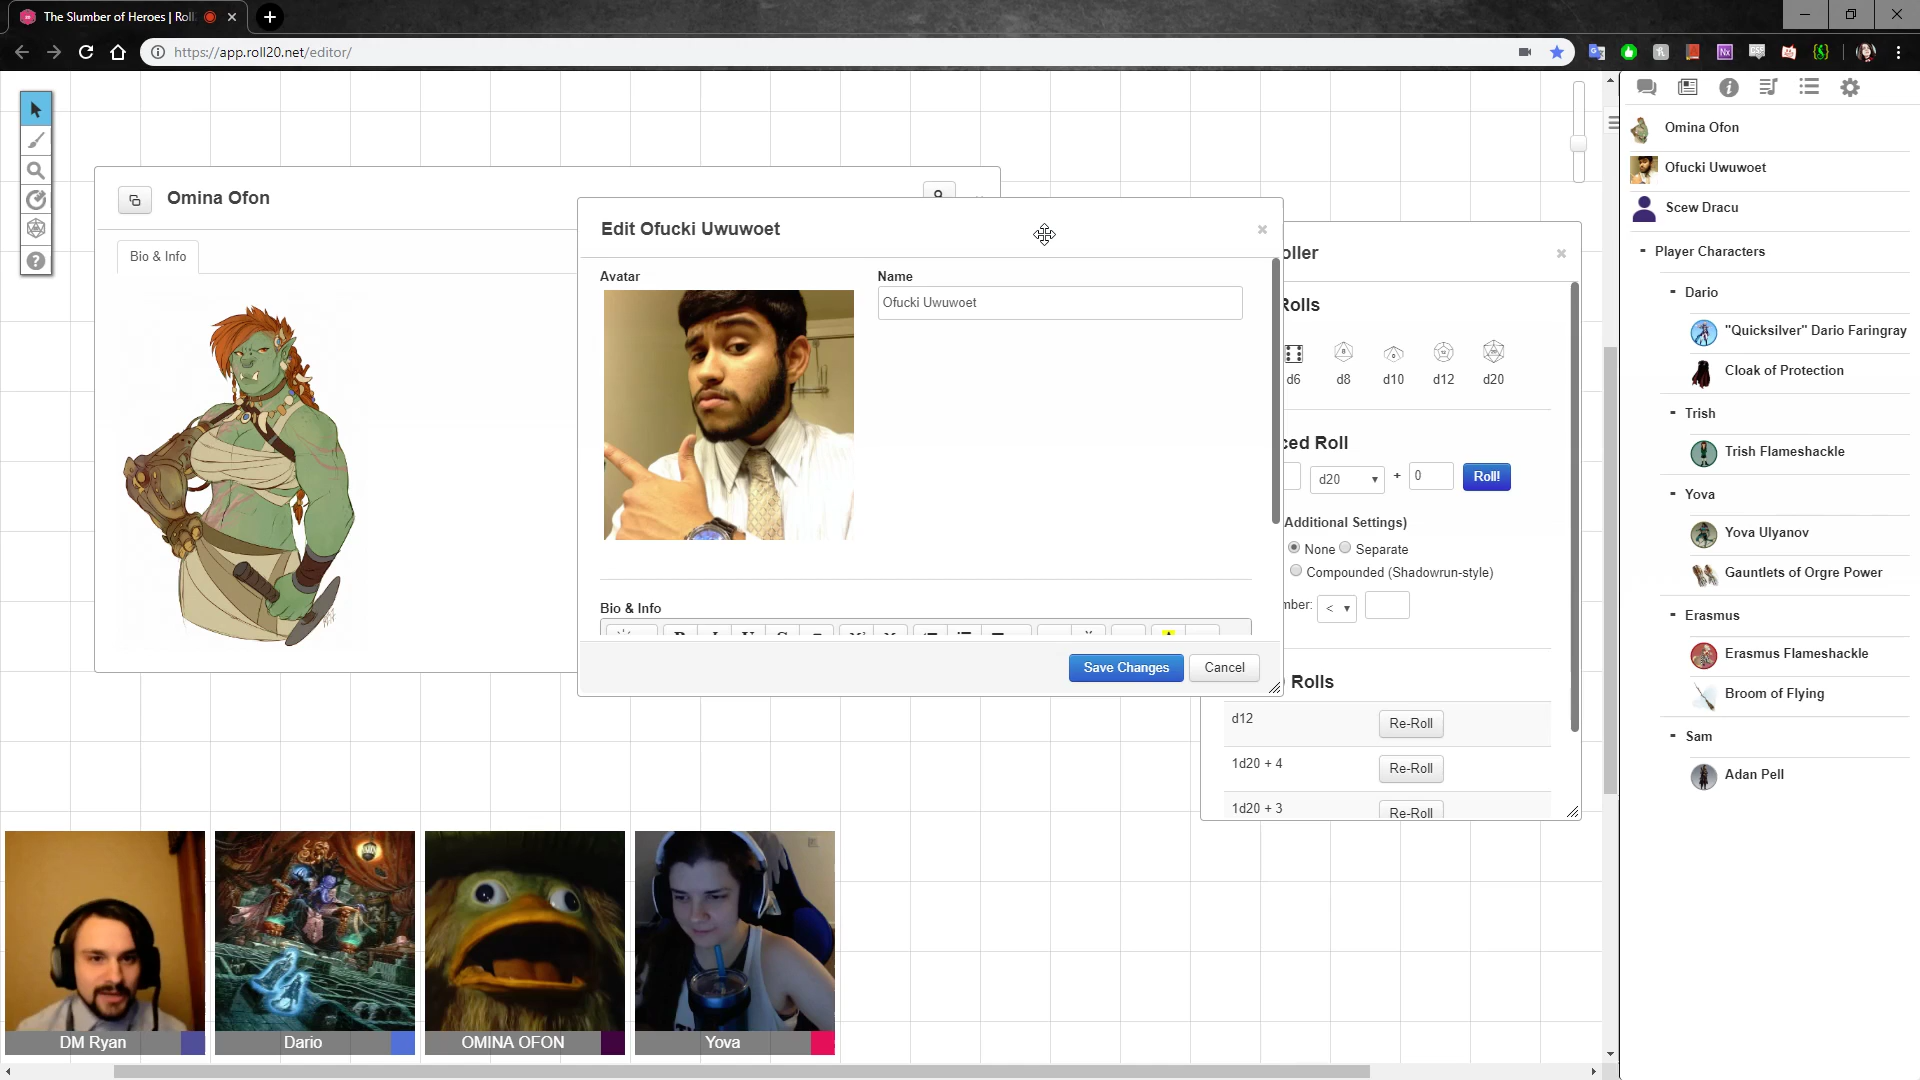 The Slumber of Heroes | Roll
https://app.roll20.net/editor/
Omina Ofon
Bio & Info
Edit Ofucki Uwuwoet
Avatar
Name
Ofucki Uwuwoet
Bio & Info
Save Changes
Cancel
oller
Rolls
d6
d8
d10
d12
d20
ced Roll
d20
+
0
Roll!
Additional Settings)
None
Separate
Compounded (Shadowrun-style)
mber:
<
Rolls
d12
Re-Roll
1d20 + 4
Re-Roll
1d20 + 3
Re-Roll
Omina Ofon
Ofucki Uwuwoet
Scew Dracu
Player Characters
Dario
"Quicksilver" Dario Faringray
Cloak of Protection
Trish
Trish Flameshackle
Yova
Yova Ulyanov
Gauntlets of Orgre Power
Erasmus
Erasmus Flameshackle
Broom of Flying
Sam
Adan Pell
DM Ryan
Dario
OMINA OFON
Yova